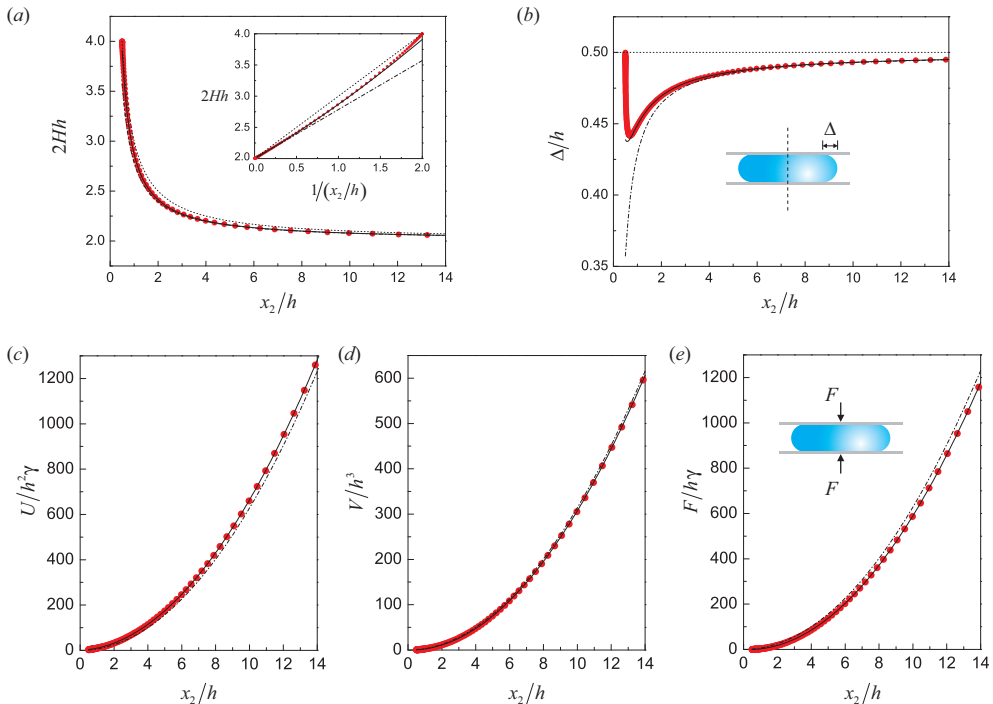 (a)
4.0
3.5
3.0
2.5
2.0
2Hh
0 2 4 6 8 10 12 14
x₂/h
4.0
3.5
3.0
2.5
2.0
2Hh
0.0 0.5 1.0 1.5 2.0
1/(x₂/h)
(b)
0.50
0.45
0.40
0.35
Δ/h
Δ
0 2 4 6 8 10 12 14
x₂/h
(c)
1200
1000
800
600
400
200
0
U/h²γ
0 2 4 6 8 10 12 14
x₂/h
(d)
600
500
400
300
200
100
0
V/h³
0 2 4 6 8 10 12 14
x₂/h
(e)
1200
1000
800
600
400
200
0
F/hγ
F
F
0 2 4 6 8 10 12 14
x₂/h